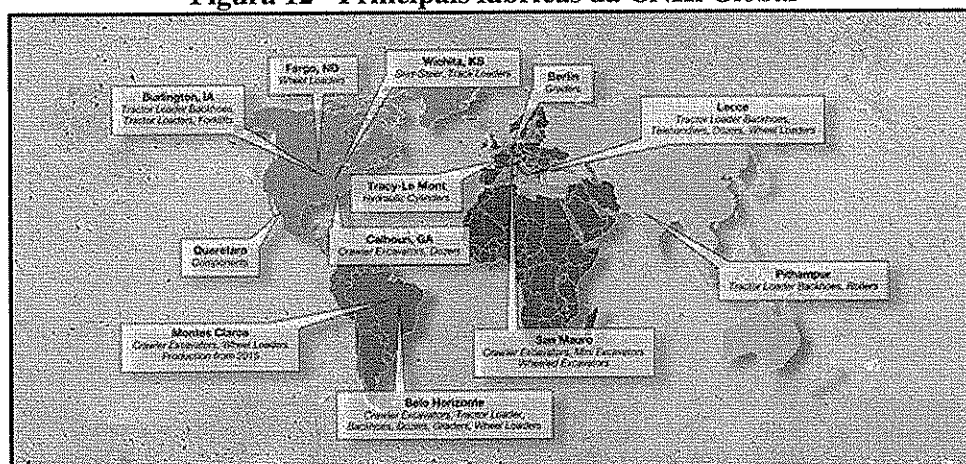 Figura 12 - Principais fábricas da CNHi Global
Fargo, ND
Wheel Loaders
Wichita, KS
Skid-Steer, Track Loaders
Berlin
Graders
Burlington, IA
Tractor Loader Backhoes,
Tractor Loaders, Forklifts
Lecce
Tractor Loader Backhoes,
Telehandlers, Dozers, Wheel Loaders
Tracy-Le Mont
Hydraulic Cylinders
Queretaro
Components
Calhoun, GA
Crawler Excavators, Dozers
Pithampur
Tractor Loader Backhoes, Rollers
Montes Claros
Crawler Excavators, Wheel Loaders
Production from 2015
San Mauro
Crawler Excavators, Mini Excavators
Wheeled Excavators
Belo Horizonte
Crawler Excavators, Tractor Loader,
Backhoes, Dozers, Graders, Wheel Loaders